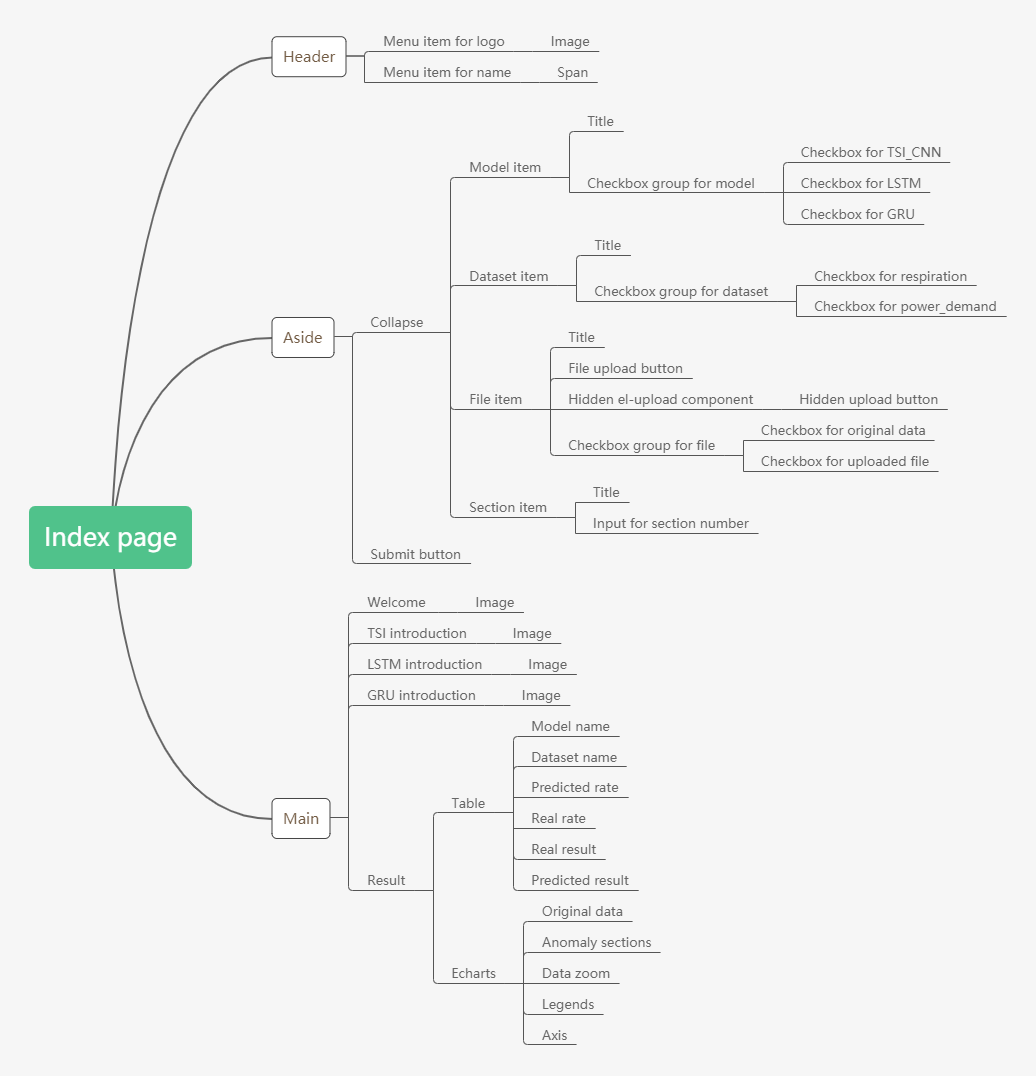 Index page
Header
Menu item for logo
Image
Menu item for name
Span
Aside
Collapse
Model item
Title
Checkbox group for model
Checkbox for TSI_CNN
Checkbox for LSTM
Checkbox for GRU
Dataset item
Title
Checkbox group for dataset
Checkbox for respiration
Checkbox for power_demand
File item
Title
File upload button
Hidden el-upload component
Hidden upload button
Checkbox group for file
Checkbox for original data
Checkbox for uploaded file
Section item
Title
Input for section number
Submit button
Main
Welcome
Image
TSI introduction
Image
LSTM introduction
Image
GRU introduction
Image
Result
Table
Model name
Dataset name
Predicted rate
Real rate
Real result
Predicted result
Echarts
Original data
Anomaly sections
Data zoom
Legends
Axis